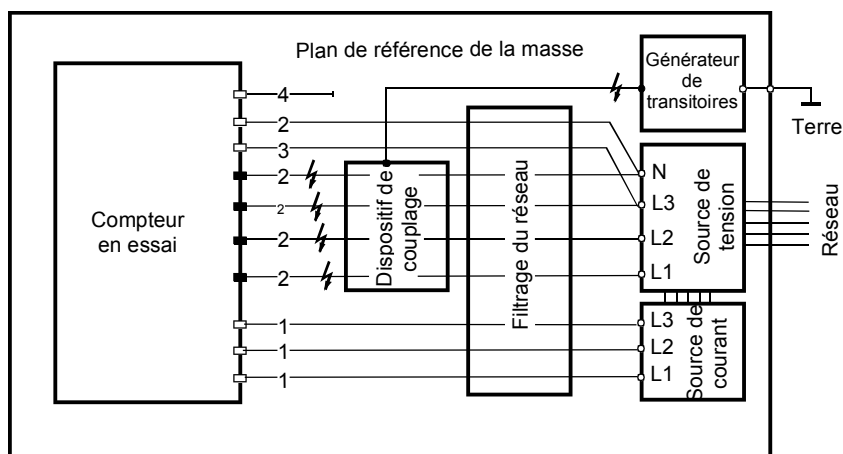 Plan de référence de la masse
Générateur
de
transitoires
Terre
Compteur
en essai
4
2
3
2
2
2
2
1
1
1
Dispositif de
couplage
Filtrage du réseau
N
L3
L2
L1
Source de
tension
Réseau
L3
L2
L1
Source de
courant